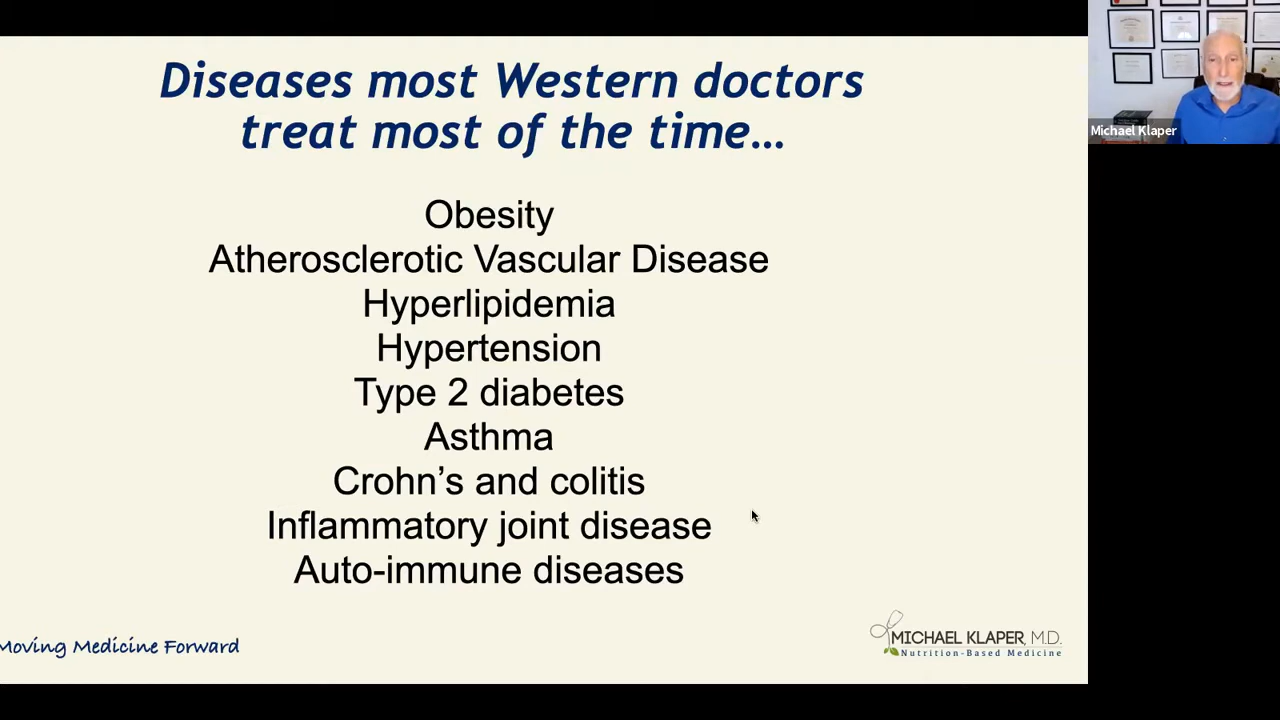 Diseases most Western doctors
treat most of the time…
Michael Klaper
Obesity
Atherosclerotic Vascular Disease
Hyperlipidemia
Hypertension
Type 2 diabetes
Asthma
Crohn’s and colitis
Inflammatory joint disease
Auto-immune diseases
Moving Medicine Forward
MICHAEL KLAPER, M.D.
Nutrition-Based Medicine